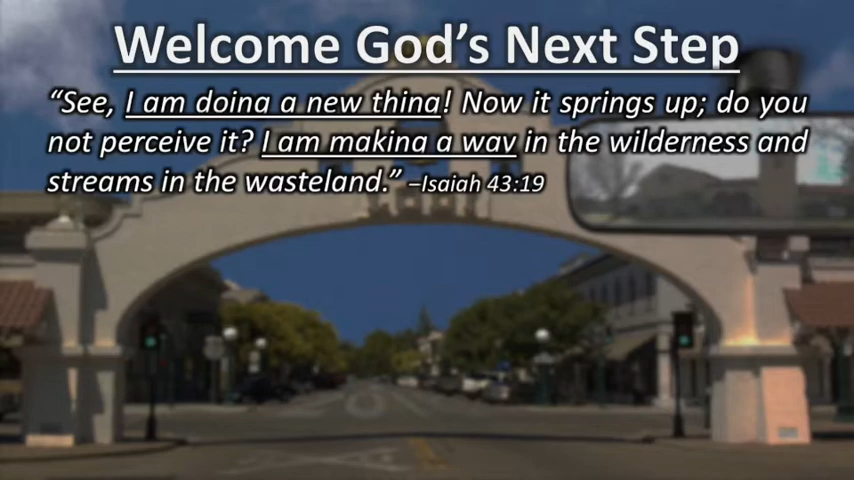 Welcome God's Next Step
"See, I am doing a new thing! Now it springs up; do you
not perceive it? I am making a way in the wilderness and
streams in the wasteland." –Isaiah 43:19